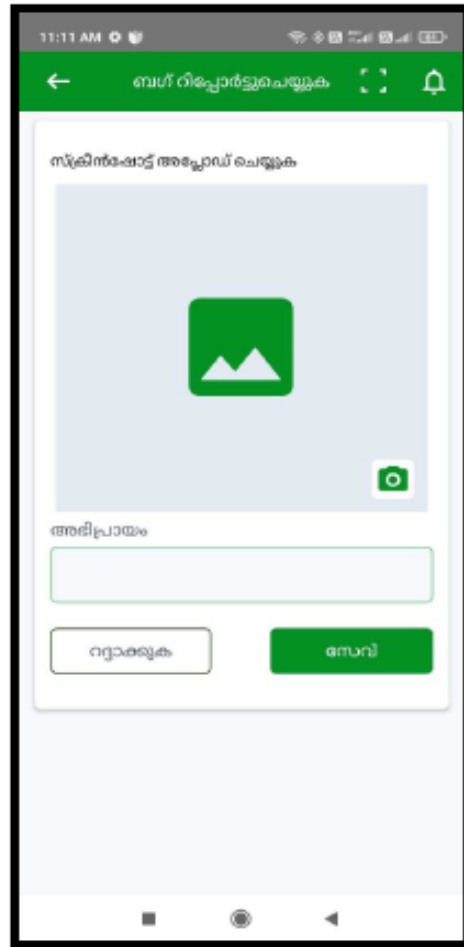 11:11 AM
ബഗ് റിപ്പോർട്ടുചെയ്യുക
സ്ക്രീൻഷോട്ട് അപ്ലോഡ് ചെയ്യുക
അഭിപ്രായം
റദ്ദാക്കുക
സേവ്